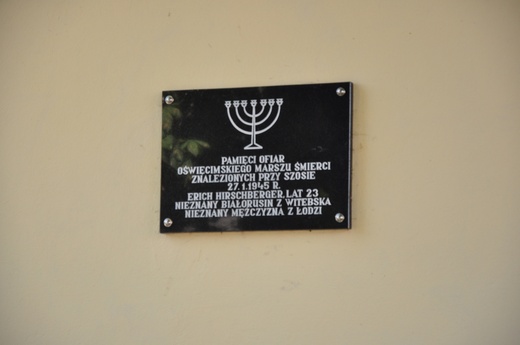 PAMIĘCI OFIAR
OŚWIĘCIMSKIEGO MARSZU ŚMIERCI
ZNALEZIONYCH PRZY SZOSIE
27.1.1945 R.
ERICH HIRSCHBERGER, LAT 23
NIEZNANY BIAŁORUSIN Z WITEBSKA
NIEZNANY MĘŻCZYZNA Z ŁODZI